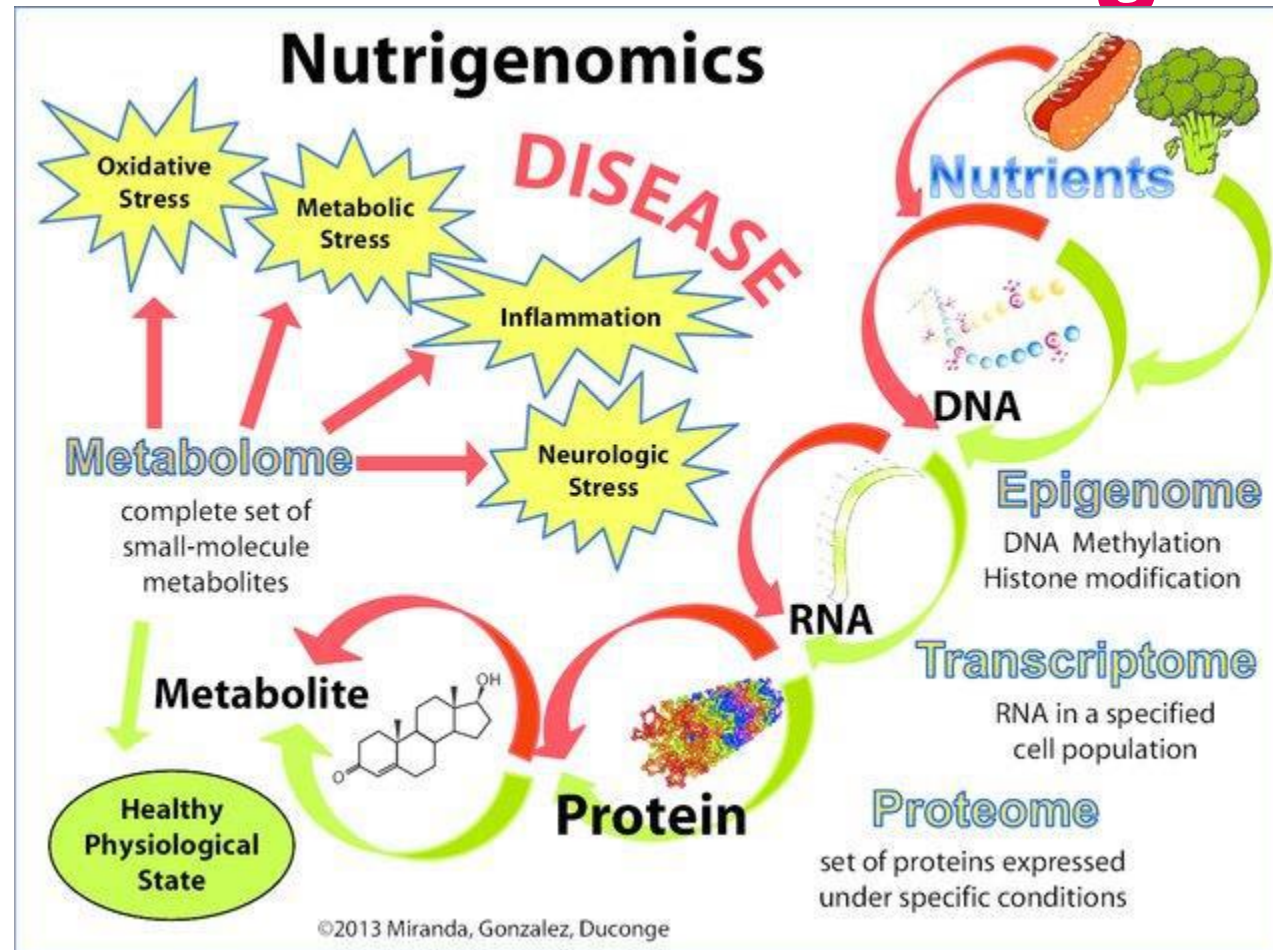 Nutrigenomics
DISEASE
Oxidative
Stress
Metabolic
Stress
Inflammation
Neurologic
Stress
Nutrients
DNA
Epigenome
DNA Methylation
Histone modification
RNA
Transcriptome
RNA in a specified
cell population
Protein
Proteome
set of proteins expressed
under specific conditions
Metabolome
complete set of
small-molecule
metabolites
Metabolite
OH
O
Healthy
Physiological
State
©2013 Miranda, Gonzalez, Duconge